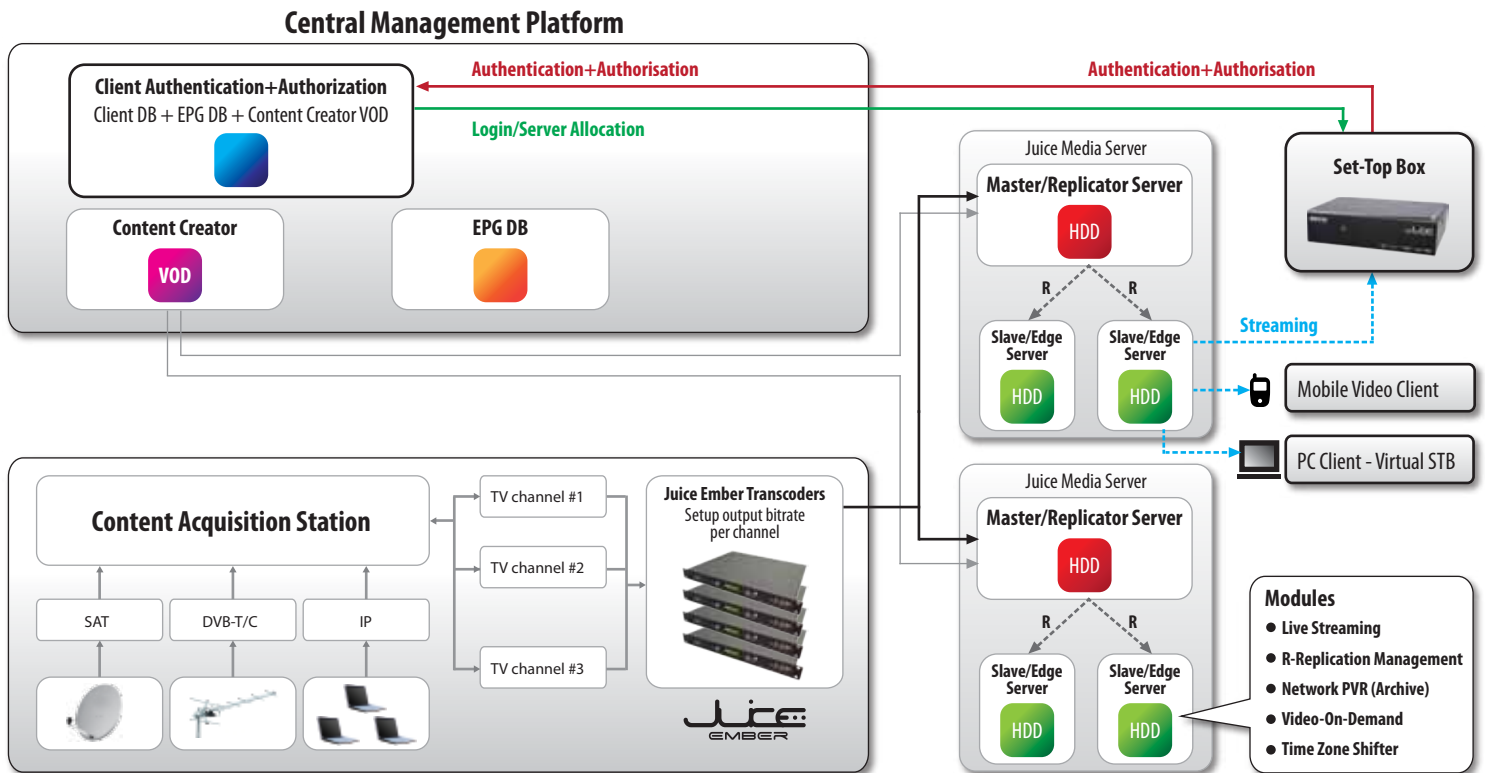 Central Management Platform
Client Authentication+Authorization
Client DB + EPG DB + Content Creator VOD
Authentication+Authorisation
Authentication+Authorisation
Login/Server Allocation
Content Creator
VOD
EPG DB
Juice Media Server
Master/Replicator Server
HDD
R
R
Slave/Edge
Server
HDD
Slave/Edge
Server
HDD
Set-Top Box
Streaming
Mobile Video Client
PC Client - Virtual STB
Content Acquisition Station
SAT
DVB-T/C
IP
TV channel #1
TV channel #2
TV channel #3
Juice Ember Transcoders
Setup output bitrate
per channel
Juice
EMBER
Juice Media Server
Master/Replicator Server
HDD
R
R
Slave/Edge
Server
HDD
Slave/Edge
Server
HDD
Modules
● Live Streaming
● R-Replication Management
● Network PVR (Archive)
● Video-On-Demand
● Time Zone Shifter